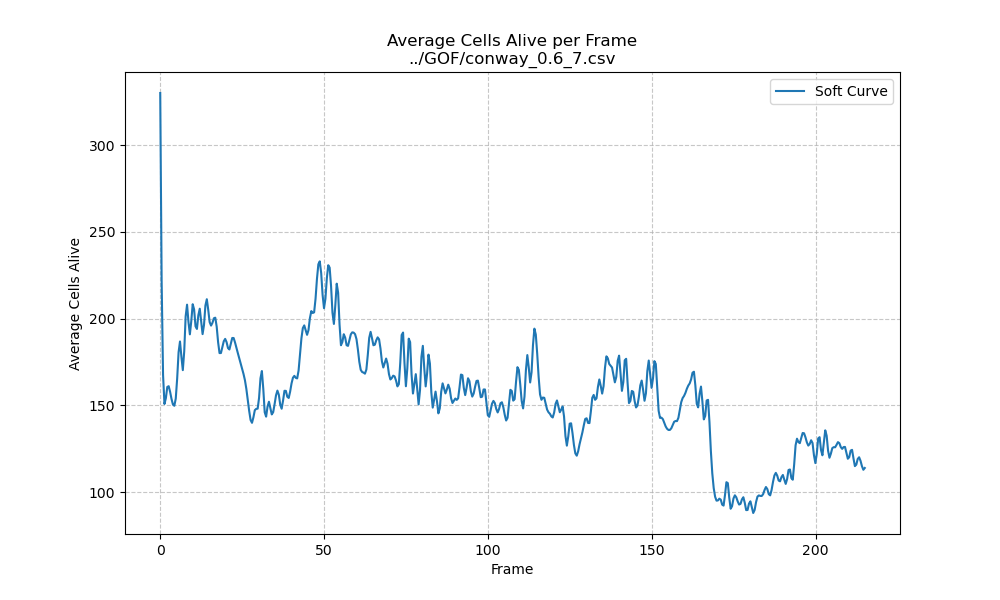 Average Cells Alive per Frame
../GOF/conway_0.6_7.csv
Soft Curve
Average Cells Alive
300
250
200
150
100
0 50 100 150 200
Frame